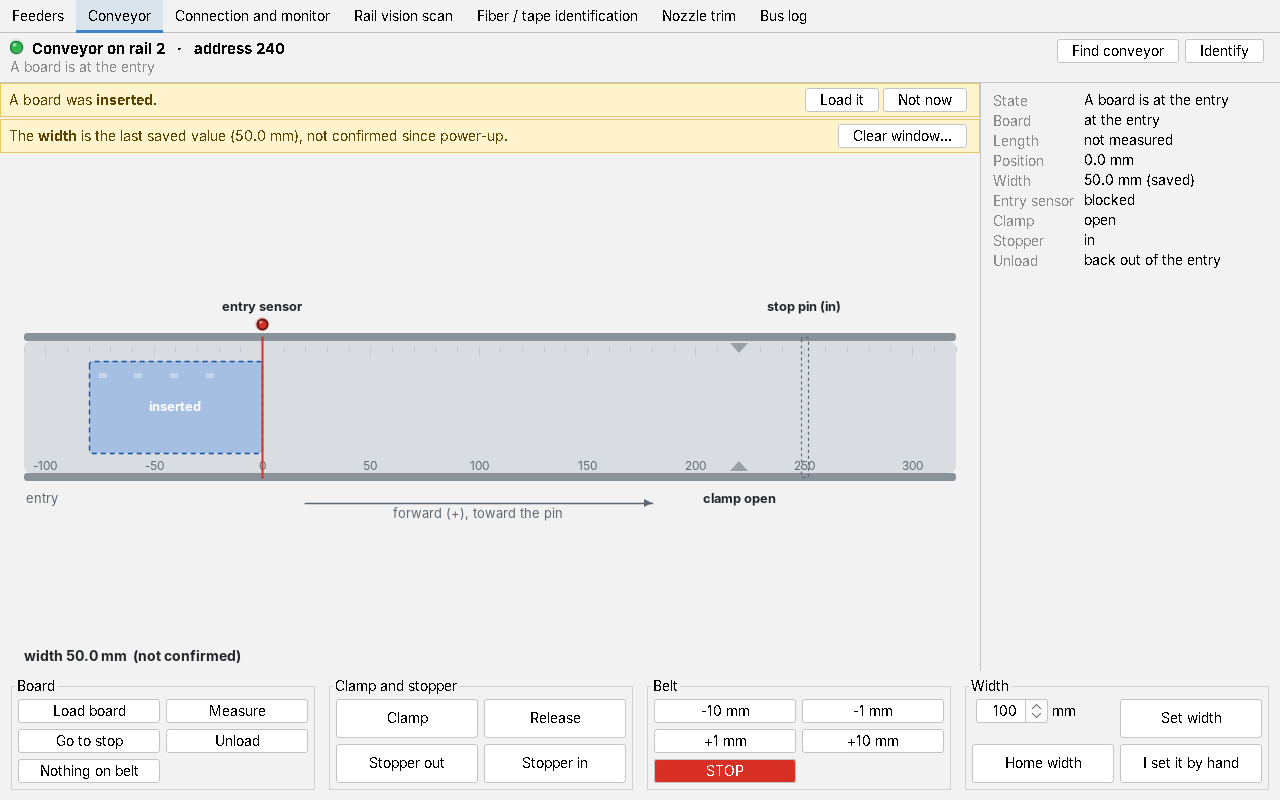 Feeders Conveyor Connection and monitor Rail vision scan Fiber / tape identification Nozzle trim Bus log
Conveyor on rail 2 · address 240
Find conveyor Identify
A board is at the entry
A board was inserted.
Load it Not now
The width is the last saved value (50.0 mm), not confirmed since power-up.
Clear window...
State A board is at the entry
Board at the entry
Length not measured
Position 0.0 mm
Width 50.0 mm (saved)
Entry sensor blocked
Clamp open
Stopper in
Unload back out of the entry
entry sensor stop pin (in)
inserted
-100 -50 0 50 100 150 200 250 300
entry clamp open
forward (+), toward the pin
width 50.0 mm (not confirmed)
Board
Load board Measure
Go to stop Unload
Nothing on belt
Clamp and stopper
Clamp Release
Stopper out Stopper in
Belt
-10 mm -1 mm
+1 mm +10 mm
STOP
Width
100 mm Set width
Home width I set it by hand